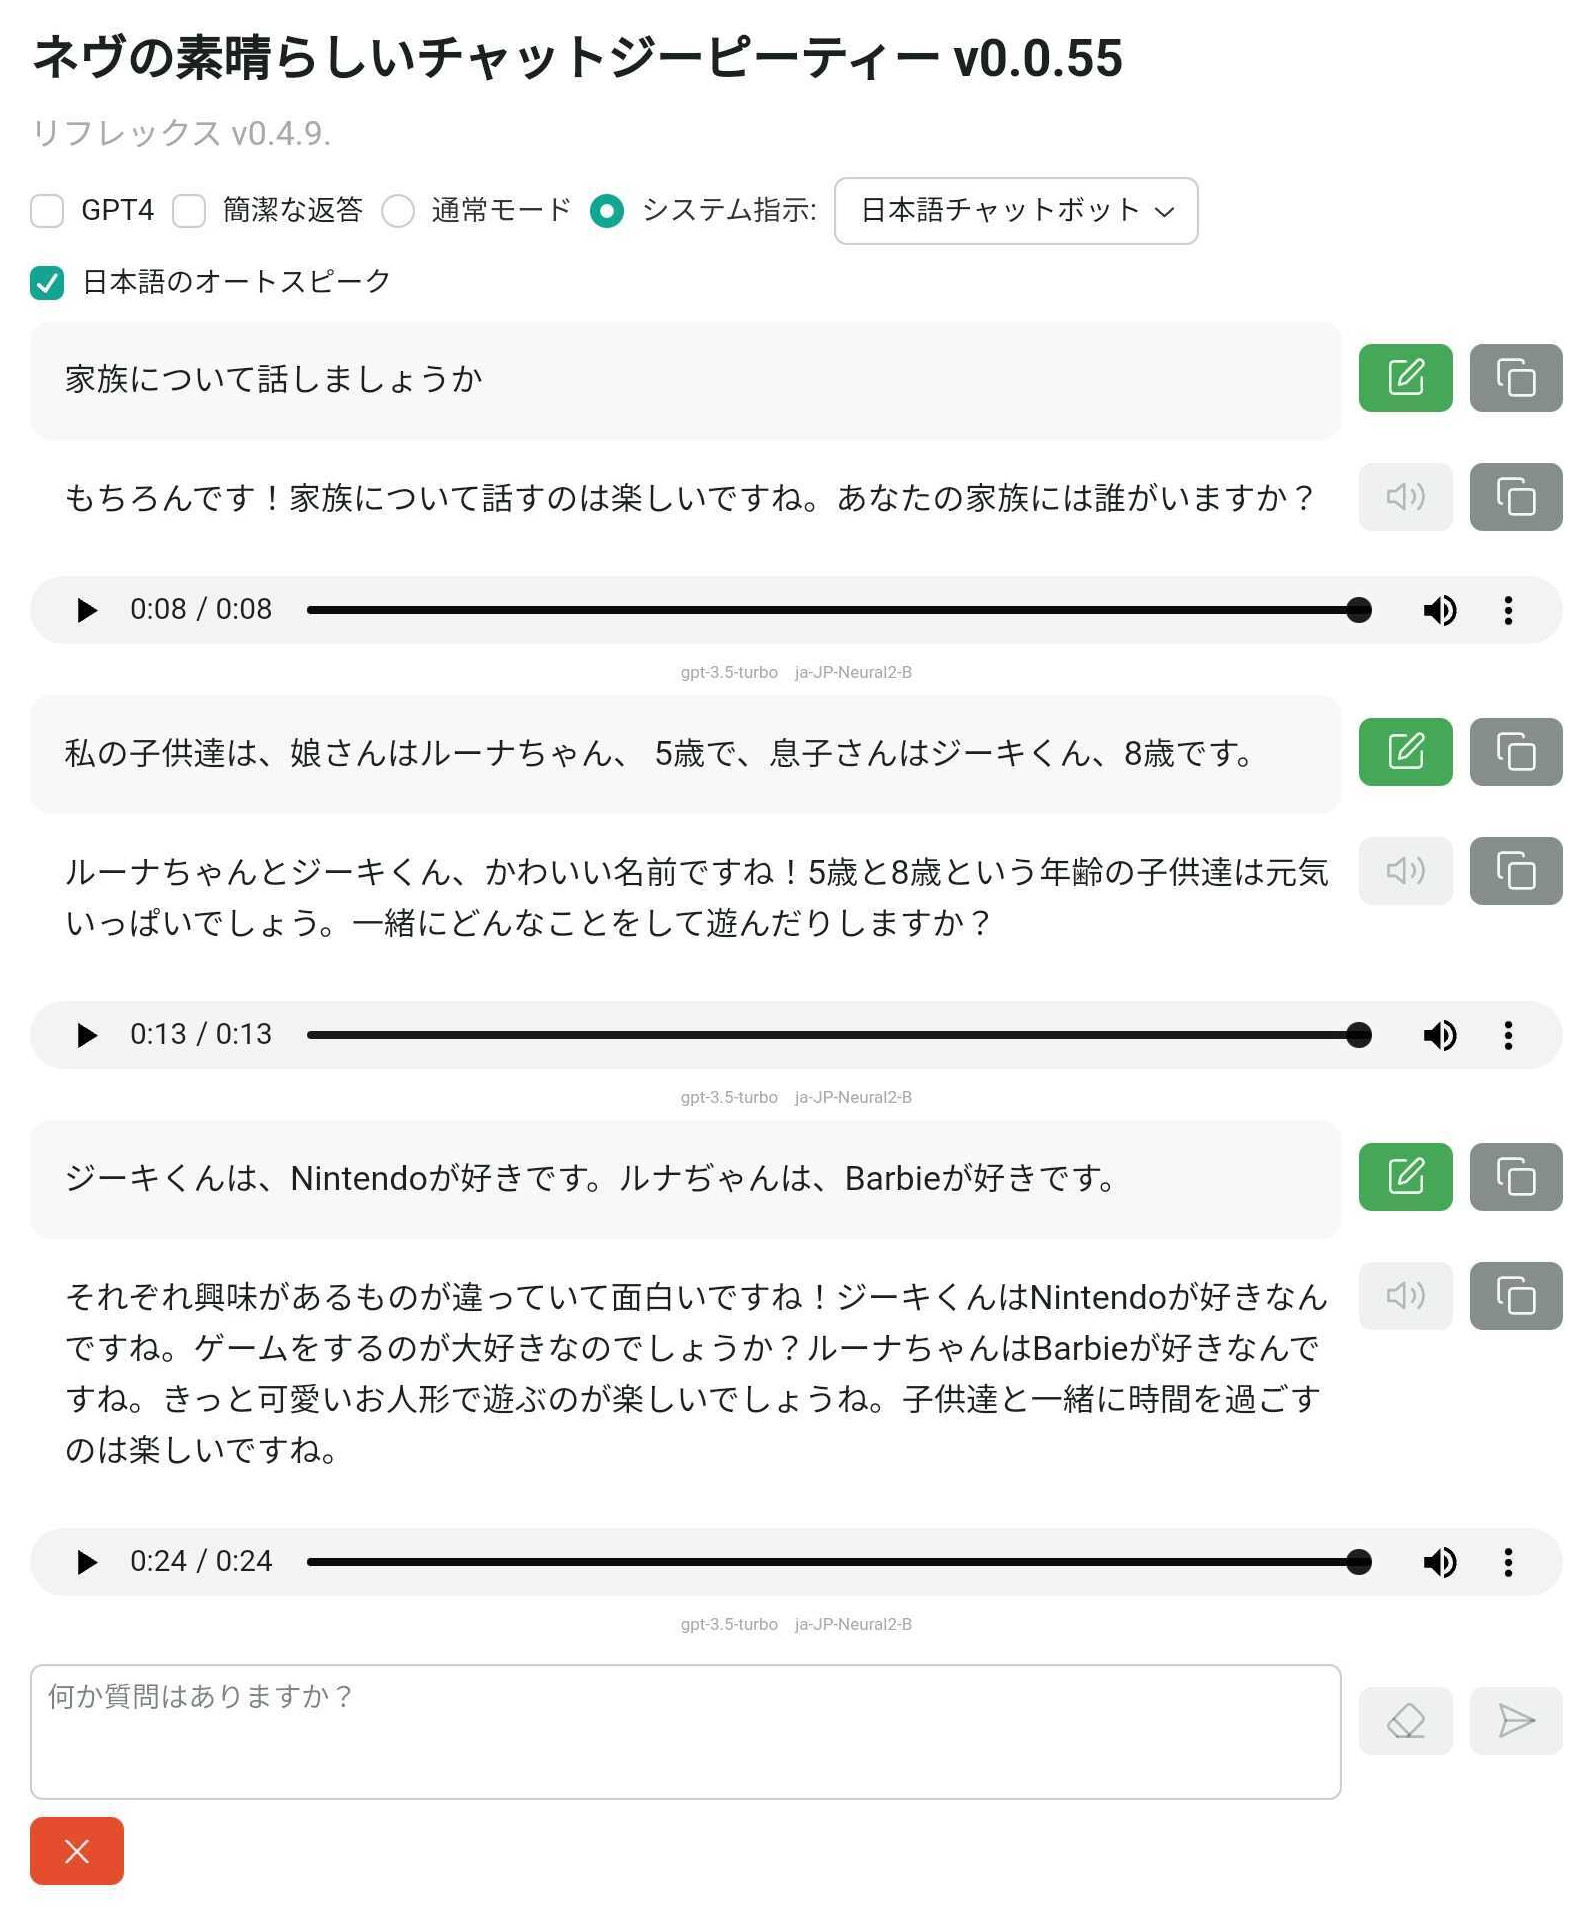 ネヴの素晴らしいチャットジーピーティー v0.0.55
リフレックス v0.4.9.
GPT4 簡潔な返答 通常モード システム指示: 日本語チャットボット
日本語のオートスピーク
家族について話しましょうか
もちろんです！家族について話すのは楽しいですね。あなたの家族には誰がいますか？
0:08 / 0:08
gpt-3.5-turbo ja-JP-Neural2-B
私の子供達は、娘さんはルーナちゃん、 5歳で、息子さんはジーキくん、8歳です。
ルーナちゃんとジーキくん、かわいい名前ですね！5歳と8歳という年齢の子供達は元気
いっぱいでしょう。一緒にどんなことをして遊んだりしますか？
0:13 / 0:13
gpt-3.5-turbo ja-JP-Neural2-B
ジーキくんは、Nintendoが好きです。ルナぢゃんは、Barbieが好きです。
それぞれ興味があるものが違っていて面白いですね！ジーキくんはNintendoが好きなん
ですね。ゲームをするのが大好きなのでしょうか？ルーナちゃんはBarbieが好きなんで
すね。きっと可愛いお人形で遊ぶのが楽しいでしょうね。子供達と一緒に時間を過ごす
のは楽しいですね。
0:24 / 0:24
gpt-3.5-turbo ja-JP-Neural2-B
何か質問はありますか？